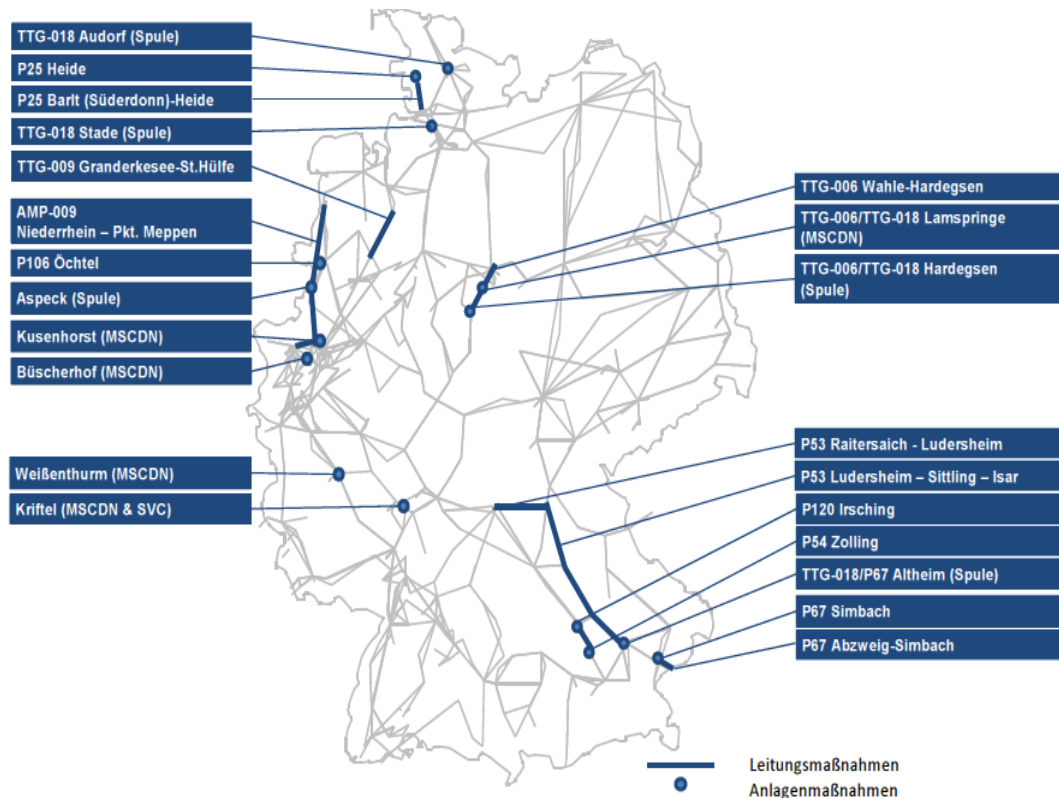 TTG-018 Audorf (Spule)
P25 Heide
P25 Barlt (Süderdonn)-Heide
TTG-018 Stade (Spule)
TTG-009 Granderkesee-St.Hülfe
AMP-009
Niederrhein – Pkt. Meppen
P106 Öchtel
Aspeck (Spule)
Kusenhorst (MSCDN)
Büscherhof (MSCDN)
Weißenthurm (MSCDN)
Kriftel (MSCDN & SVC)
TTG-006 Wahle-Hardegsen
TTG-006/TTG-018 Lamspringe
(MSCDN)
TTG-006/TTG-018 Hardegsen
(Spule)
P53 Raitersaich - Ludersheim
P53 Ludersheim – Sittling – Isar
P120 Irsching
P54 Zolling
TTG-018/P67 Altheim (Spule)
P67 Simbach
P67 Abzweig-Simbach
Leitungsmaßnahmen
Anlagenmaßnahmen